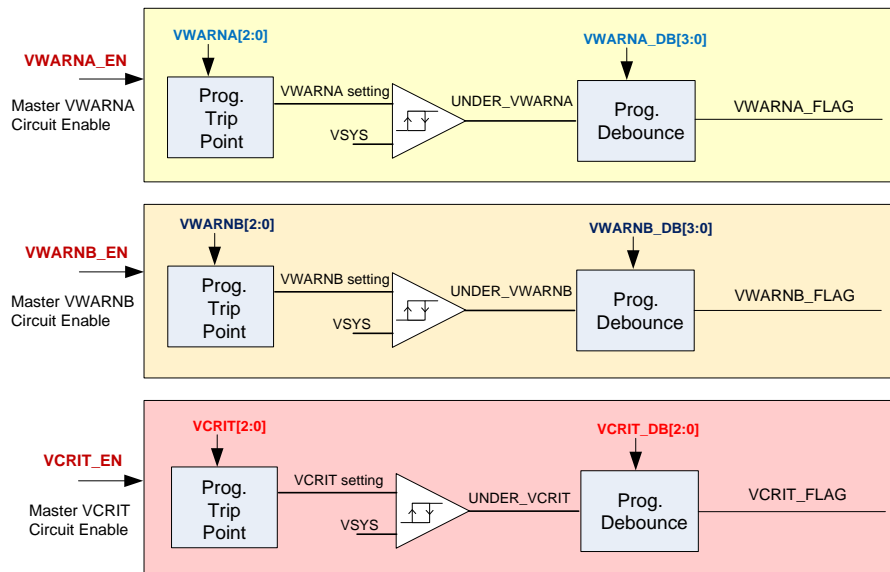 VWARNA[2:0]
VWARNA_DB[3:0]
VWARNA_EN
Master VWARNA
Circuit Enable
Prog.
Trip
Point
VWARNA setting
VSYS
UNDER_VWARNA
Prog.
Debounce
VWARNA_FLAG
VWARNB[2:0]
VWARNB_DB[3:0]
VWARNB_EN
Master VWARNB
Circuit Enable
Prog.
Trip
Point
VWARNB setting
VSYS
UNDER_VWARNB
Prog.
Debounce
VWARNB_FLAG
VCRIT[2:0]
VCRIT_DB[2:0]
VCRIT_EN
Master VCRIT
Circuit Enable
Prog.
Trip
Point
VCRIT setting
VSYS
UNDER_VCRIT
Prog.
Debounce
VCRIT_FLAG